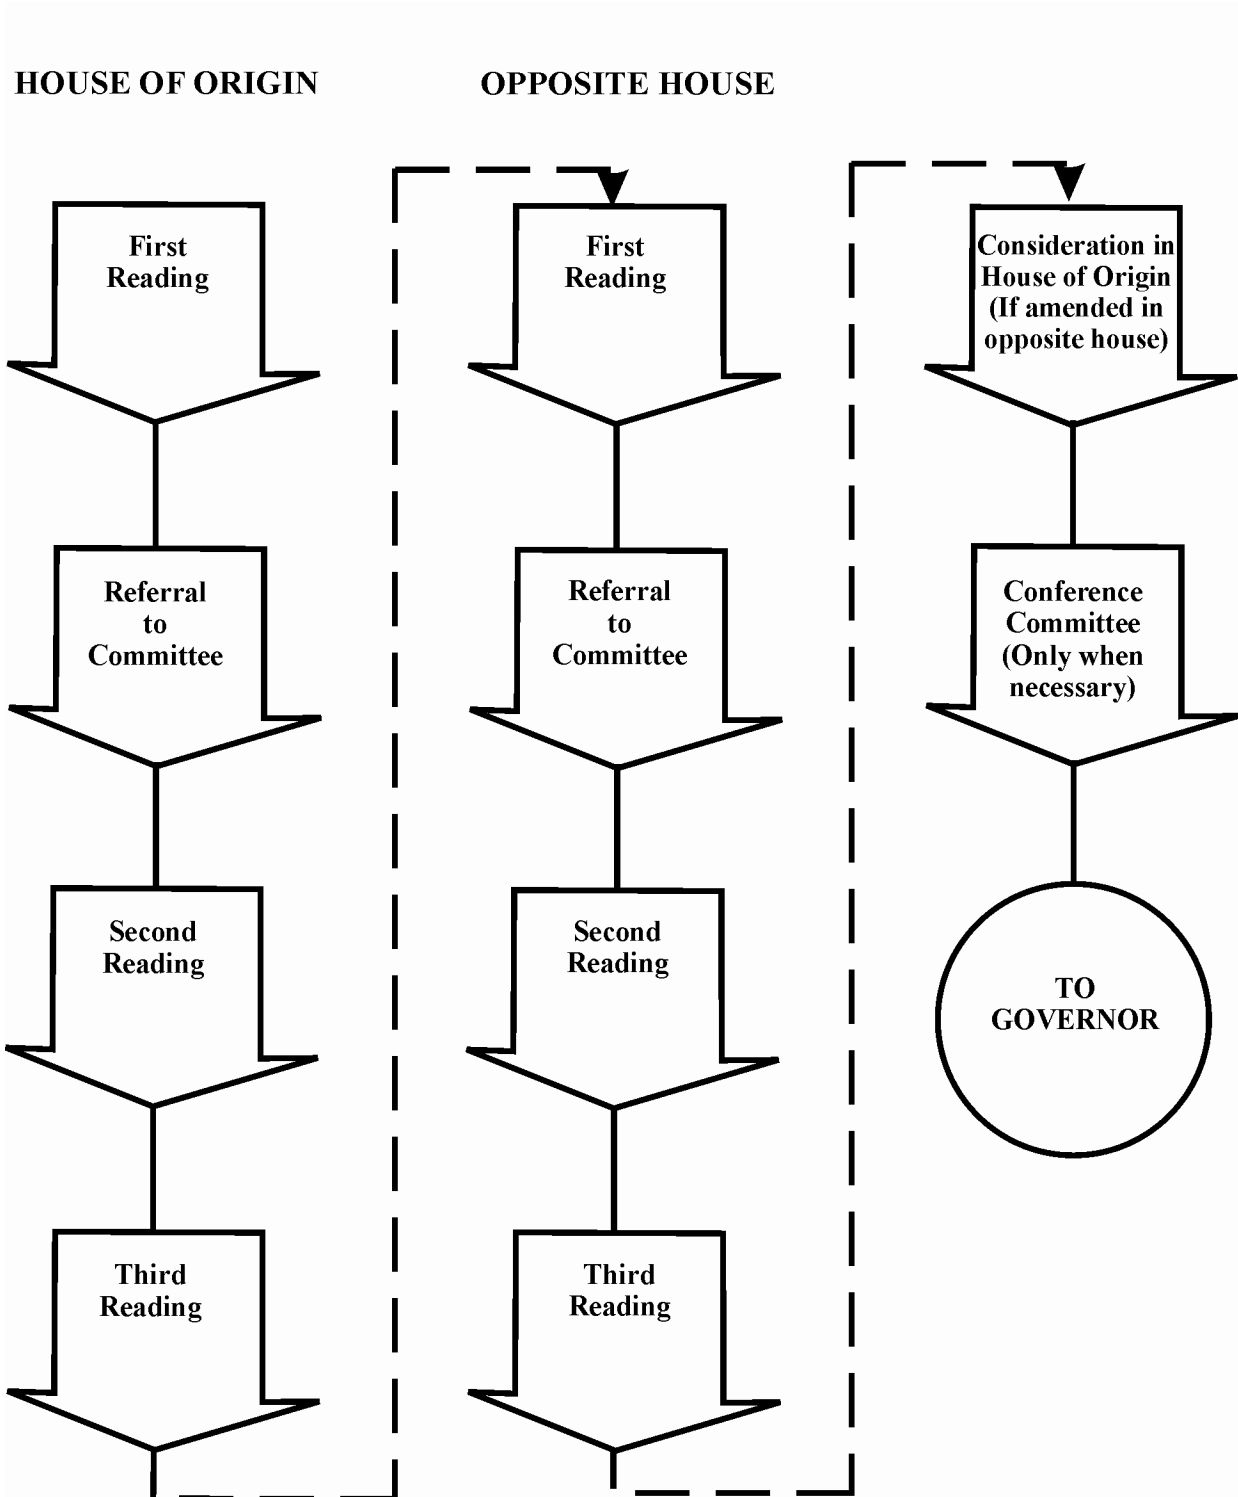 HOUSE OF ORIGIN
First
Reading
Referral
to
Committee
Second
Reading
Third
Reading
OPPOSITE HOUSE
First
Reading
Referral
to
Committee
Second
Reading
Third
Reading
Consideration in
House of Origin
(If amended in
opposite house)
Conference
Committee
(Only when
necessary)
TO
GOVERNOR